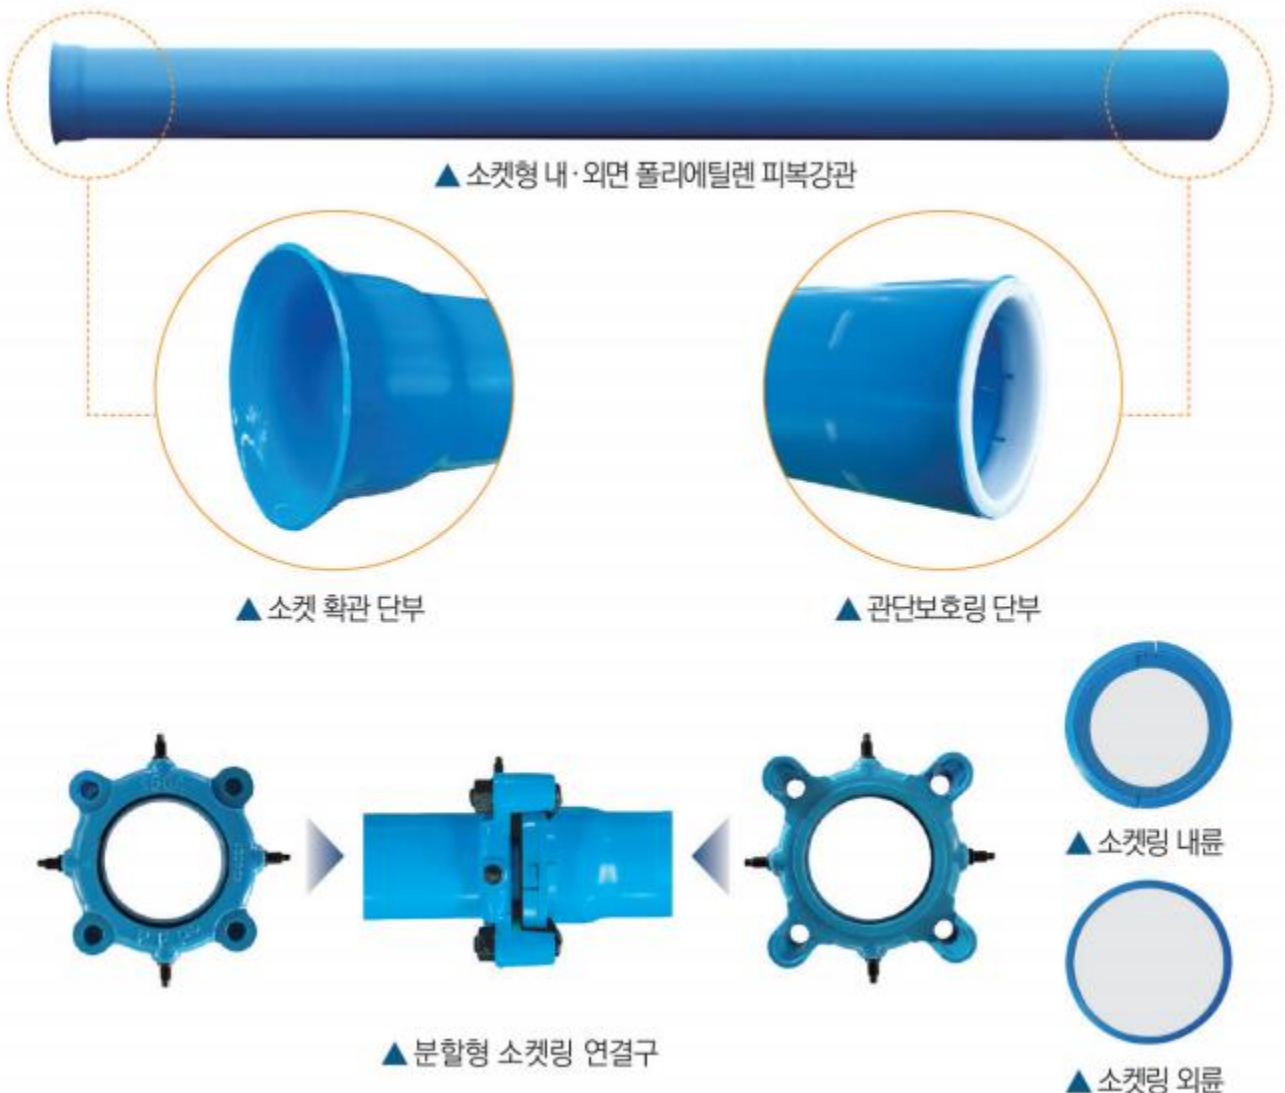 ▲ 소켓형 내·외면 폴리에틸렌 피복강관
▲ 소켓 확관 단부
▲ 관단보호링 단부
▲ 소켓링 내륜
▲ 분할형 소켓링 연결구
▲ 소켓링 외륜